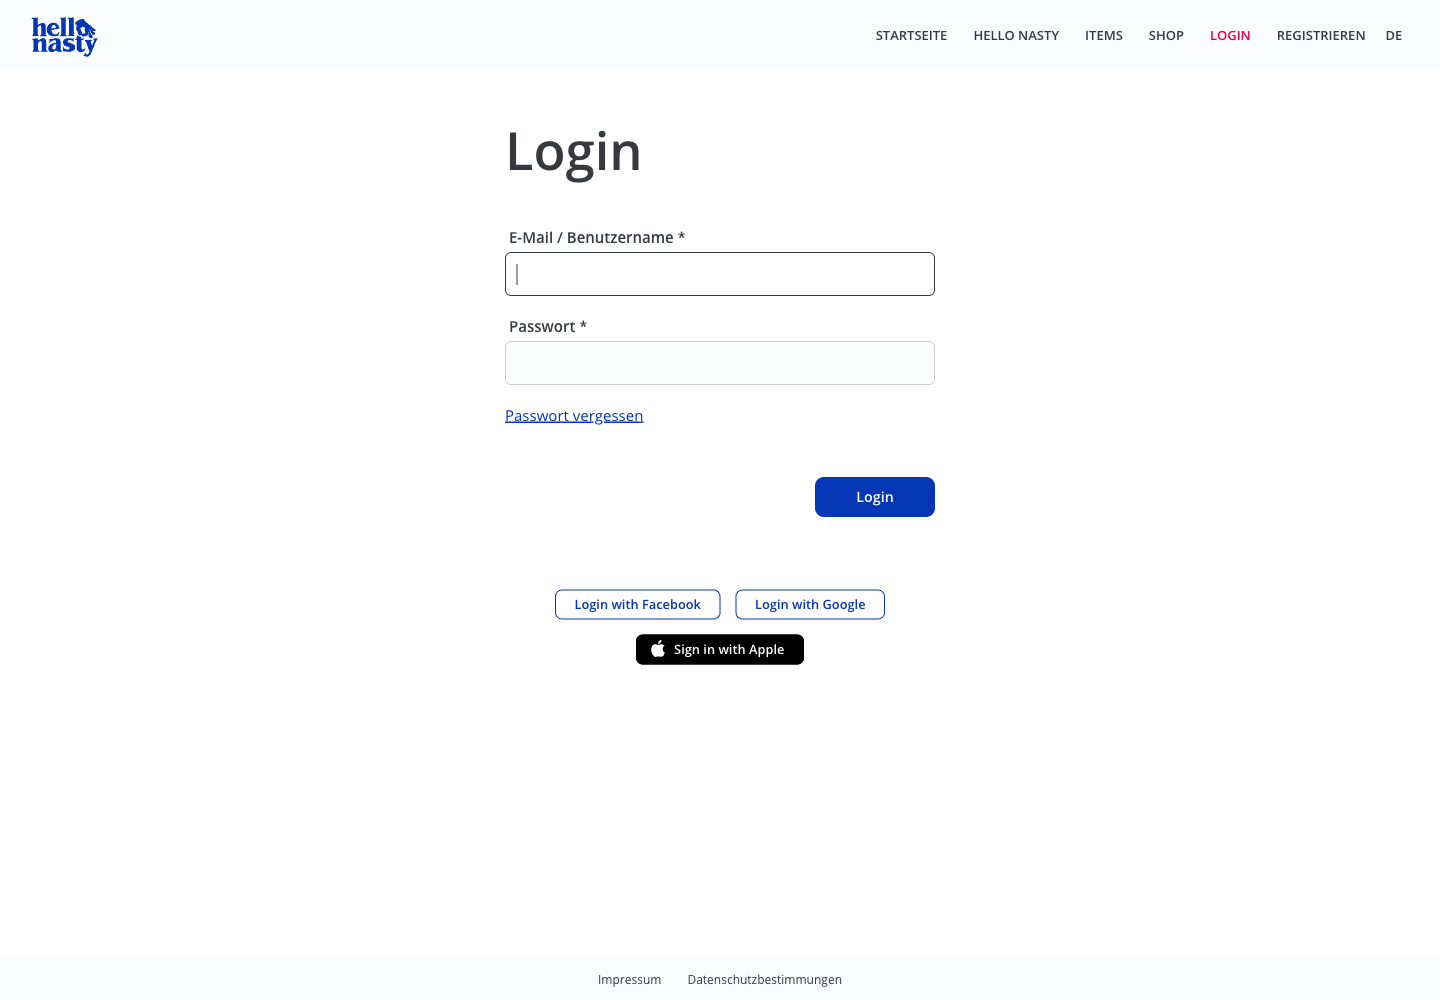 hello
nasty
STARTSEITE HELLO NASTY ITEMS SHOP LOGIN REGISTRIEREN DE
Login
E-Mail / Benutzername *
Passwort *
Passwort vergessen
Login
Login with Facebook Login with Google
Sign in with Apple
Impressum Datenschutzbestimmungen